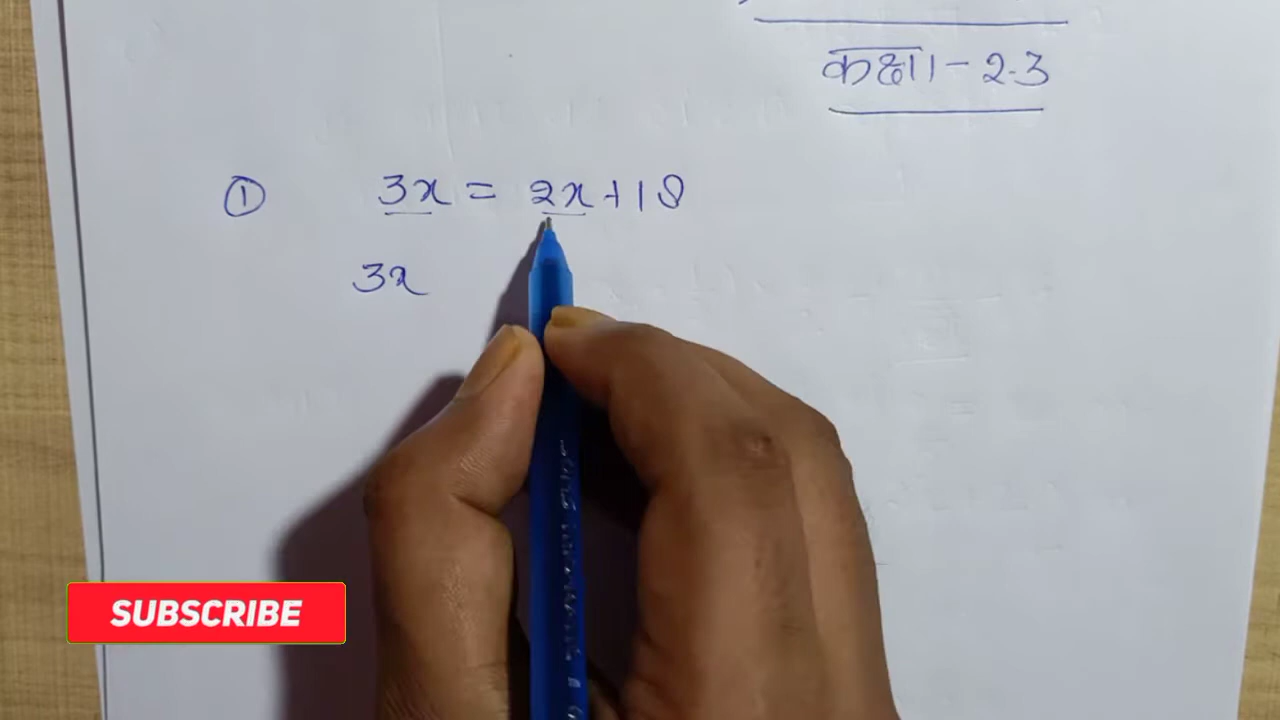 कक्षा।-2.3
① 3x = 2x+18
3x
SUBSCRIBE